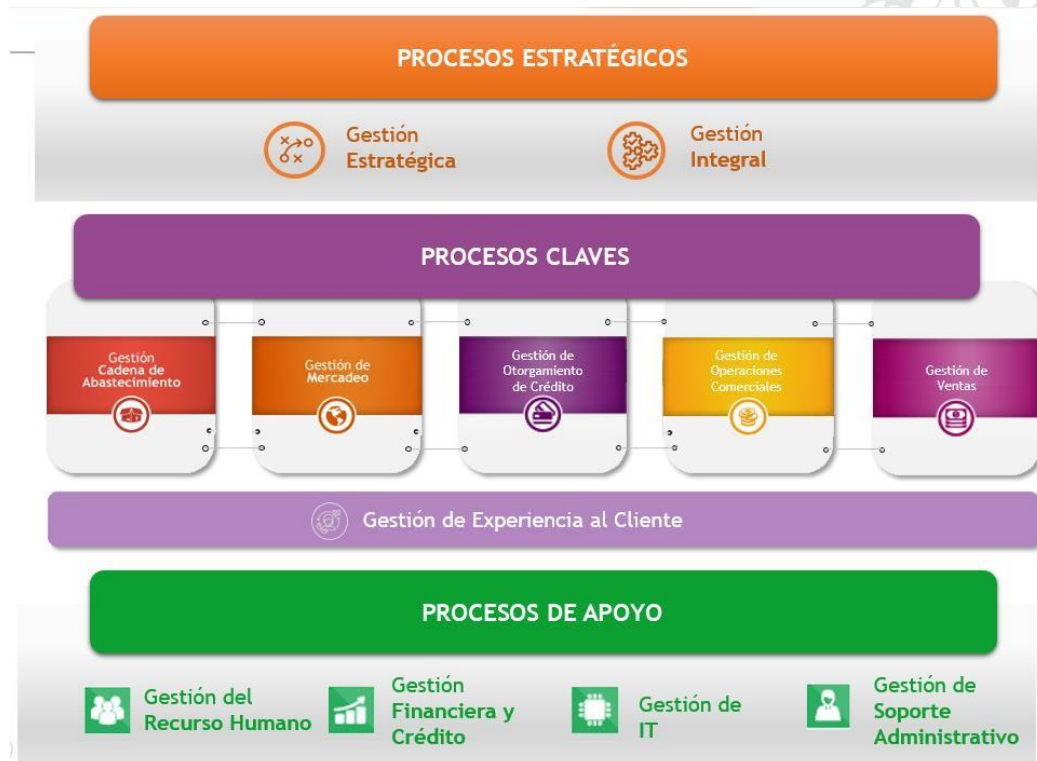 PROCESOS ESTRATÉGICOS
Gestión
Estratégica
Gestión
Integral
PROCESOS CLAVES
Gestión
Cadena de
Abastecimiento
Gestión de
Mercadeo
Gestión de
Otorgamiento
de Crédito
Gestión de
Operaciones
Comerciales
Gestión de
Ventas
Gestión de Experiencia al Cliente
PROCESOS DE APOYO
Gestión del
Recurso Humano
Gestión
Financiera y
Crédito
Gestión de
IT
Gestión de
Soporte
Administrativo